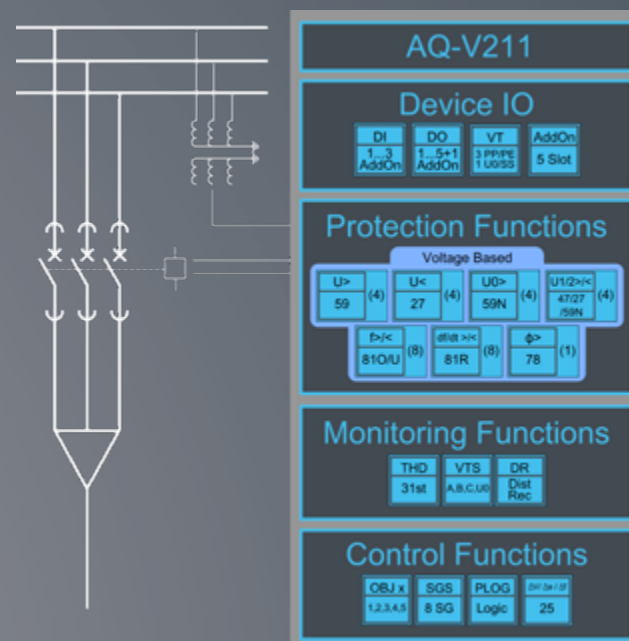 AQ-V211
Device IO
DI DO VT AddOn
1...3 AddOn 1...5+1 AddOn 3 PP/PE 1 U0/SS 5 Slot
Protection Functions
Voltage Based
U> U< U0> U1/2>/<
59 (4) 27 (4) 59N (4) 47/27 /59N (4)
f>/< df/dt >/< ϕ>
81O/U (8) 81R (8) 78 (1)
Monitoring Functions
THD VTS DR
31st A,B,C,U0 Dist Rec
Control Functions
OBJ x SGS PLOG
1,2,3,4,5 8 SG Logic 25